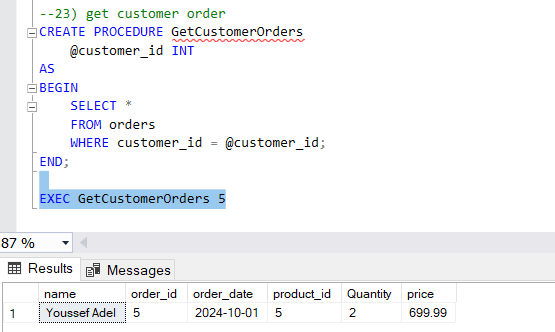 --23) get customer order
CREATE PROCEDURE GetCustomerOrders
@customer_id INT
AS
BEGIN
SELECT *
FROM orders
WHERE customer_id = @customer_id;
END;
EXEC GetCustomerOrders 5
87 %
Results Messages
name order_id order_date product_id Quantity price
1 Youssef Adel 5 2024-10-01 5 2 699.99